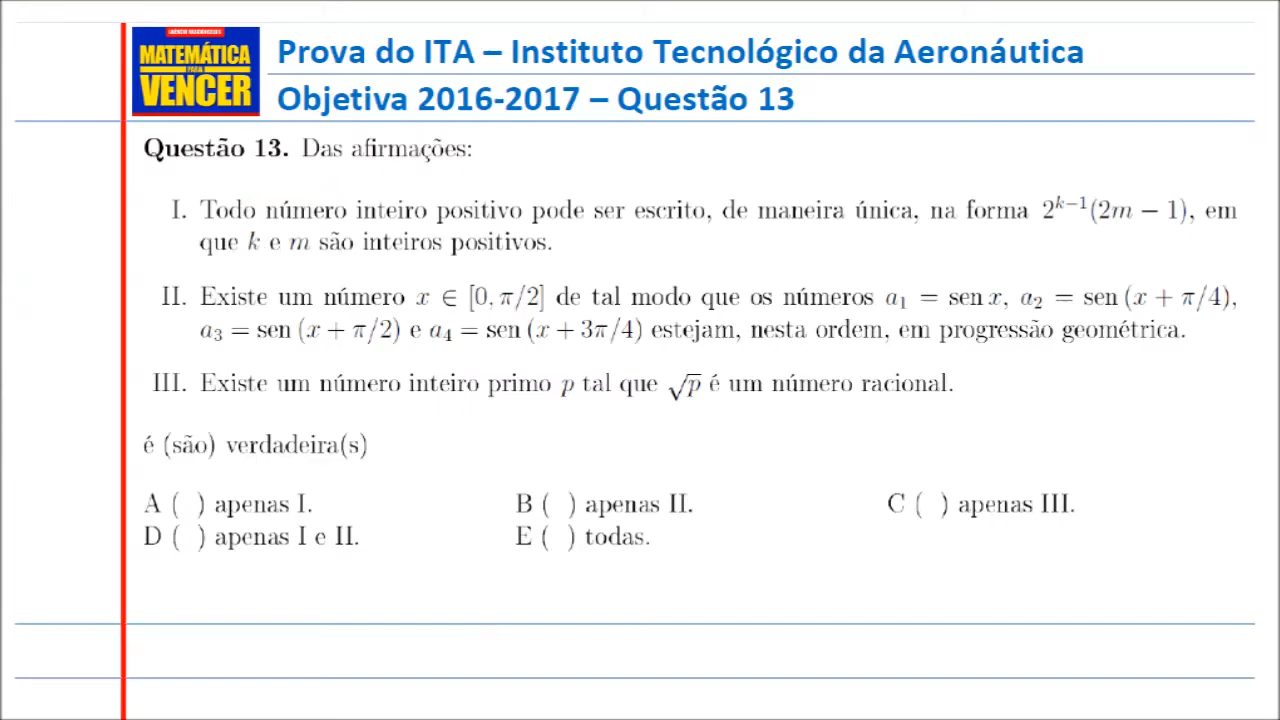 MATEMÁTICA
PARA
VENCER
Prova do ITA – Instituto Tecnológico da Aeronáutica
Objetiva 2016-2017 – Questão 13
Questão 13. Das afirmações:
I. Todo número inteiro positivo pode ser escrito, de maneira única, na forma 2^{k−1}(2m − 1), em
que k e m são inteiros positivos.
II. Existe um número x ∈ [0, π/2] de tal modo que os números a₁ = sen x, a₂ = sen (x + π/4),
a₃ = sen (x + π/2) e a₄ = sen (x + 3π/4) estejam, nesta ordem, em progressão geométrica.
III. Existe um número inteiro primo p tal que √p é um número racional.
é (são) verdadeira(s)
A ( ) apenas I. B ( ) apenas II. C ( ) apenas III.
D ( ) apenas I e II. E ( ) todas.